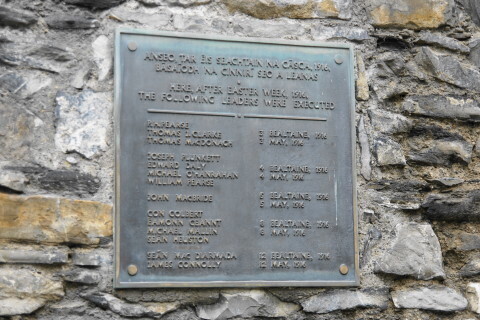 ANSEO, TAR ÉIS SEACHTAIN NA CÁSCA, 1916,
BASAÍODH NA CINNIRÍ SEO A LEANAS
HERE, AFTER EASTER WEEK, 1916,
THE FOLLOWING LEADERS WERE EXECUTED
P.H. PEARSE
THOMAS J. CLARKE 3 BEALTAINE, 1916
THOMAS MACDONAGH 3 MAY, 1916
JOSEPH PLUNKETT
EDWARD DALY 4 BEALTAINE, 1916
MICHAEL O'HANRAHAN 4 MAY, 1916
WILLIAM PEARSE
JOHN MACBRIDE 5 BEALTAINE, 1916
5 MAY, 1916
CON COLBERT
EAMONN CEANNT 8 BEALTAINE, 1916
MICHAEL MALLIN 8 MAY, 1916
SEAN HEUSTON
SEAN MAC DIARMADA 12 BEALTAINE, 1916
JAMES CONNOLLY 12 MAY, 1916